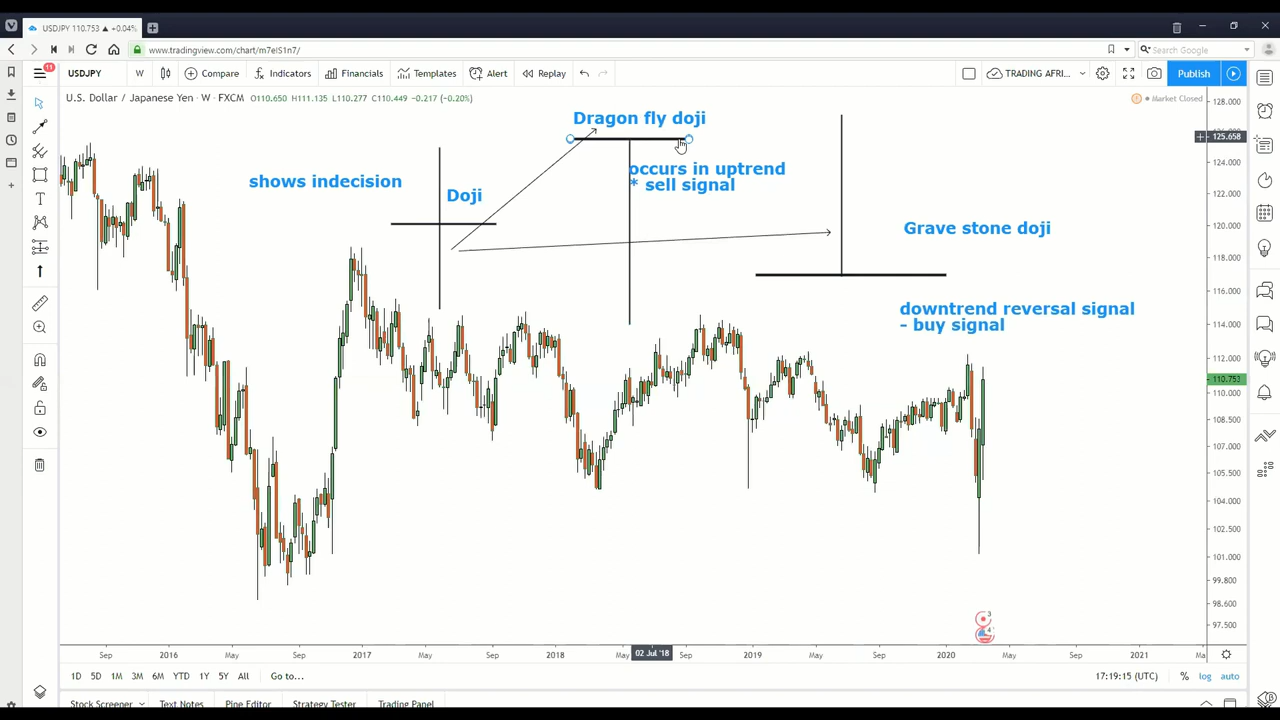 USDJPY 110.753 ▲ +0.04%
www.tradingview.com/chart/m7eIS1n7/
Search Google
11
USDJPY
W
Compare
Indicators
Financials
Templates
Alert
Replay
TRADING AFRI...
Publish
U.S. Dollar / Japanese Yen · W · FXCM O110.650 H111.135 L110.277 C110.449 -0.217 (-0.20%)
Market Closed
Dragon fly doji
occurs in uptrend
* sell signal
shows indecision
Doji
Grave stone doji
downtrend reversal signal
- buy signal
128.000
125.658
124.000
122.000
120.000
118.000
116.000
114.000
112.000
110.753
110.000
108.500
107.000
105.500
104.000
102.500
101.000
99.800
98.600
97.500
3
4
Sep
2016
May
Sep
2017
May
Sep
2018
May
02 Jul '18
Sep
2019
May
Sep
2020
May
Sep
2021
Ma
1D 5D 1M 3M 6M YTD 1Y 5Y All Go to...
17:19:15 (UTC) % log auto
Stock Screener
Text Notes
Pine Editor
Strategy Tester
Trading Panel